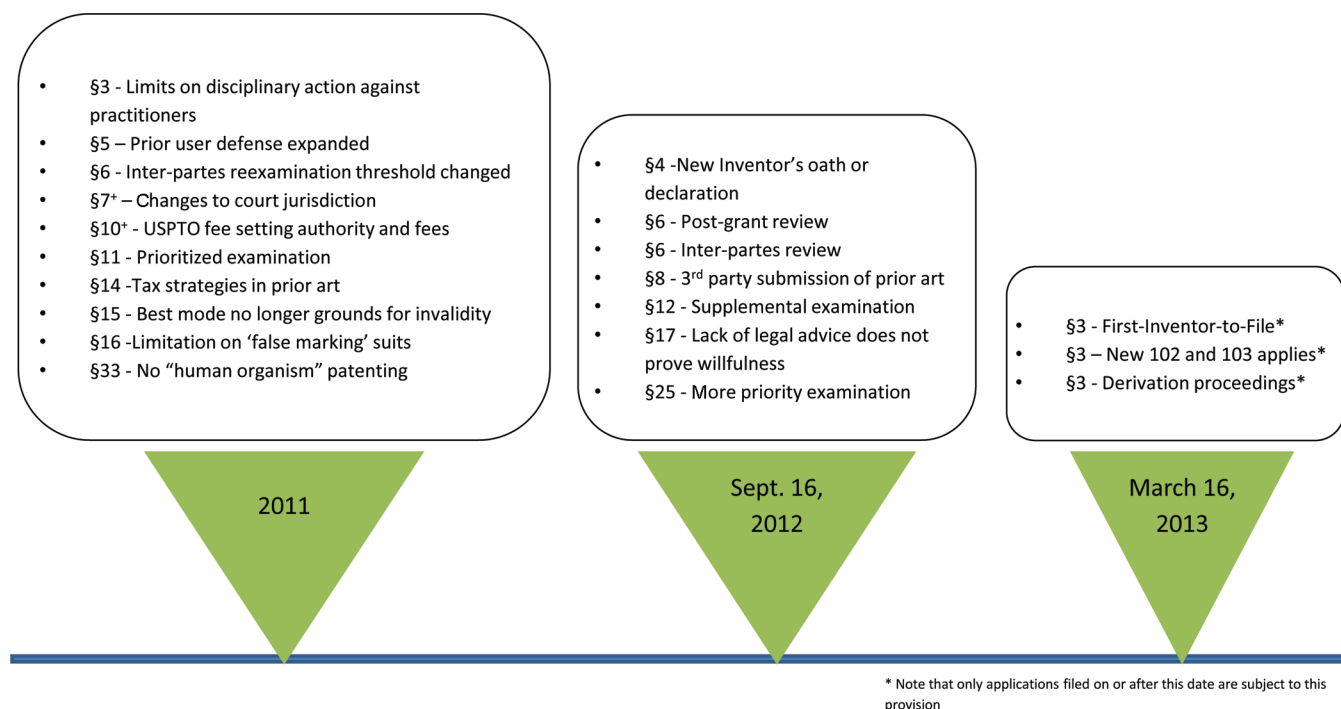 • §3 - Limits on disciplinary action against
practitioners
• §5 – Prior user defense expanded
• §6 - Inter-partes reexamination threshold changed
• §7⁺ – Changes to court jurisdiction
• §10⁺ - USPTO fee setting authority and fees
• §11 - Prioritized examination
• §14 -Tax strategies in prior art
• §15 - Best mode no longer grounds for invalidity
• §16 -Limitation on ‘false marking’ suits
• §33 - No “human organism” patenting
• §4 -New Inventor’s oath or
declaration
• §6 - Post-grant review
• §6 - Inter-partes review
• §8 - 3rd party submission of prior art
• §12 - Supplemental examination
• §17 - Lack of legal advice does not
prove willfulness
• §25 - More priority examination
• §3 - First-Inventor-to-File*
• §3 – New 102 and 103 applies*
• §3 - Derivation proceedings*
2011
Sept. 16,
2012
March 16,
2013
* Note that only applications filed on or after this date are subject to this
provision